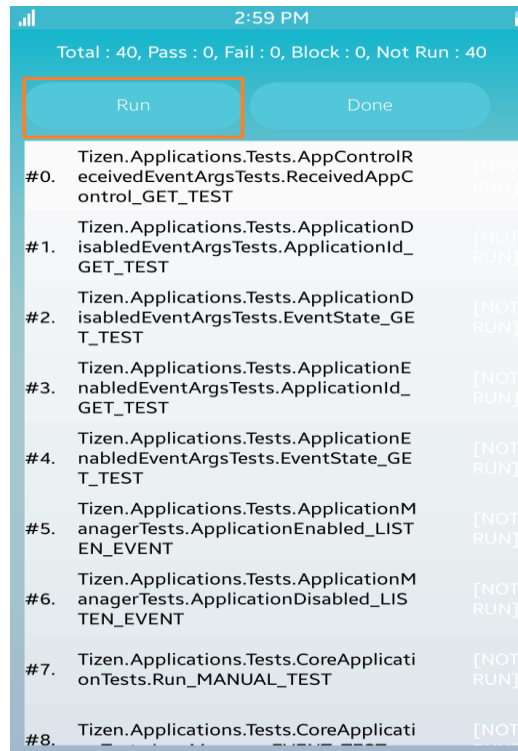 2:59 PM
Total : 40, Pass : 0, Fail : 0, Block : 0, Not Run : 40
Run
Done
#0.
Tizen.Applications.Tests.AppControlR
eceivedEventArgsTests.ReceivedAppC
ontrol_GET_TEST
[NOT
RUN]
#1.
Tizen.Applications.Tests.ApplicationD
isabledEventArgsTests.ApplicationId_
GET_TEST
[NOT
RUN]
#2.
Tizen.Applications.Tests.ApplicationD
isabledEventArgsTests.EventState_GE
T_TEST
[NOT
RUN]
#3.
Tizen.Applications.Tests.ApplicationE
nabledEventArgsTests.ApplicationId_
GET_TEST
[NOT
RUN]
#4.
Tizen.Applications.Tests.ApplicationE
nabledEventArgsTests.EventState_GE
T_TEST
[NOT
RUN]
#5.
Tizen.Applications.Tests.ApplicationM
anagerTests.ApplicationEnabled_LIST
EN_EVENT
[NOT
RUN]
#6.
Tizen.Applications.Tests.ApplicationM
anagerTests.ApplicationDisabled_LIS
TEN_EVENT
[NOT
RUN]
#7.
Tizen.Applications.Tests.CoreApplicati
onTests.Run_MANUAL_TEST
[NOT
RUN]
#8.
Tizen.Applications.Tests.CoreApplicati
[NOT